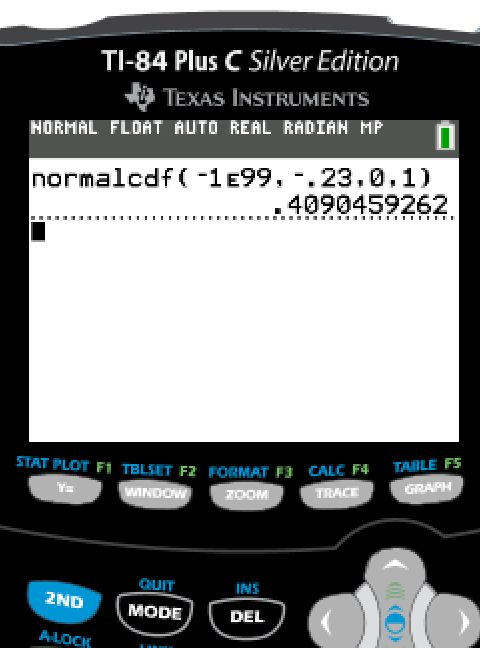 TI-84 Plus C Silver Edition
TEXAS INSTRUMENTS
NORMAL FLOAT AUTO REAL RADIAN MP
normalcdf(-1E99,-.23,0,1)
.4090459262
STAT PLOT F1 TBLSET F2 FORMAT F3 CALC F4 TABLE F5
Y= WINDOW ZOOM TRACE GRAPH
QUIT INS
2ND MODE DEL
A-LOCK